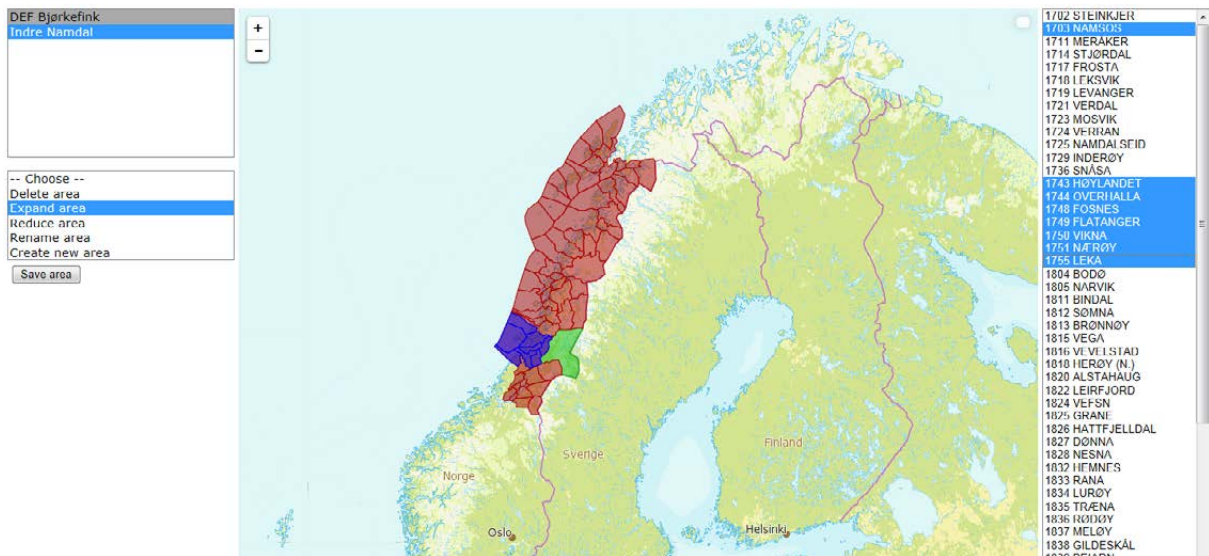 DEF Bjørkefink
Indre Namdal
-- Choose --
Delete area
Expand area
Reduce area
Rename area
Create new area
Save area
+
−
Norge
Sverige
Finland
Oslo
Helsinki
1702 STEINKJER
1703 NAMSOS
1711 MERÅKER
1714 STJØRDAL
1717 FROSTA
1718 LEKSVIK
1719 LEVANGER
1721 VERDAL
1723 MOSVIK
1724 VERRAN
1725 NAMDALSEID
1729 INDERØY
1736 SNÅSA
1743 HØYLANDET
1744 OVERHALLA
1748 FOSNES
1749 FLATANGER
1750 VIKNA
1751 NÆRØY
1755 LEKA
1804 BODØ
1805 NARVIK
1811 BINDAL
1812 SØMNA
1813 BRØNNØY
1815 VEGA
1816 VEVELSTAD
1818 HERØY (N.)
1820 ALSTAHAUG
1822 LEIRFJORD
1824 VEFSN
1825 GRANE
1826 HATTFJELLDAL
1827 DØNNA
1828 NESNA
1832 HEMNES
1833 RANA
1834 LURØY
1835 TRÆNA
1836 RØDØY
1837 MELØY
1838 GILDESKÅL